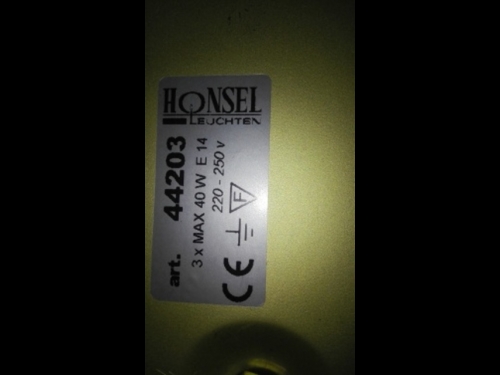 HONSEL
LEUCHTEN
art. 44203
3 x MAX 40 W E 14
220 - 250 v
F
CE